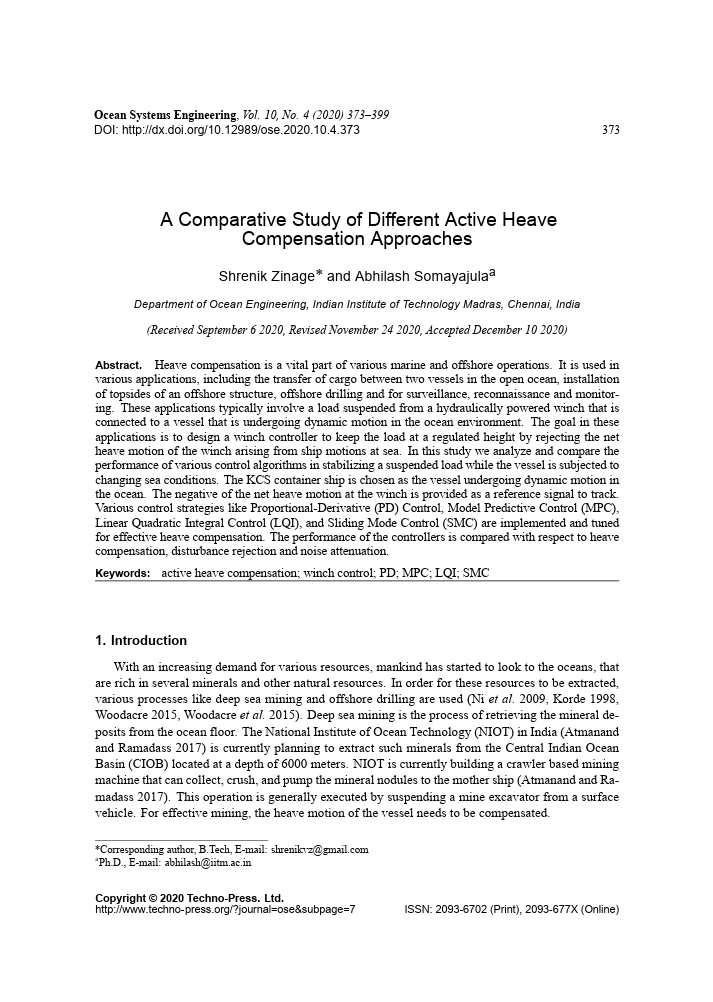 Ocean Systems Engineering, Vol. 10, No. 4 (2020) 373–399
DOI: http://dx.doi.org/10.12989/ose.2020.10.4.373 373
A Comparative Study of Different Active Heave
Compensation Approaches
Shrenik Zinage* and Abhilash Somayajulaa
Department of Ocean Engineering, Indian Institute of Technology Madras, Chennai, India
(Received September 6 2020, Revised November 24 2020, Accepted December 10 2020)
Abstract. Heave compensation is a vital part of various marine and offshore operations. It is used in
various applications, including the transfer of cargo between two vessels in the open ocean, installation
of topsides of an offshore structure, offshore drilling and for surveillance, reconnaissance and monitor-
ing. These applications typically involve a load suspended from a hydraulically powered winch that is
connected to a vessel that is undergoing dynamic motion in the ocean environment. The goal in these
applications is to design a winch controller to keep the load at a regulated height by rejecting the net
heave motion of the winch arising from ship motions at sea. In this study we analyze and compare the
performance of various control algorithms in stabilizing a suspended load while the vessel is subjected to
changing sea conditions. The KCS container ship is chosen as the vessel undergoing dynamic motion in
the ocean. The negative of the net heave motion at the winch is provided as a reference signal to track.
Various control strategies like Proportional-Derivative (PD) Control, Model Predictive Control (MPC),
Linear Quadratic Integral Control (LQI), and Sliding Mode Control (SMC) are implemented and tuned
for effective heave compensation. The performance of the controllers is compared with respect to heave
compensation, disturbance rejection and noise attenuation.
Keywords: active heave compensation; winch control; PD; MPC; LQI; SMC
1. Introduction
With an increasing demand for various resources, mankind has started to look to the oceans, that
are rich in several minerals and other natural resources. In order for these resources to be extracted,
various processes like deep sea mining and offshore drilling are used (Ni et al. 2009, Korde 1998,
Woodacre 2015, Woodacre et al. 2015). Deep sea mining is the process of retrieving the mineral de-
posits from the ocean floor. The National Institute of Ocean Technology (NIOT) in India (Atmanand
and Ramadass 2017) is currently planning to extract such minerals from the Central Indian Ocean
Basin (CIOB) located at a depth of 6000 meters. NIOT is currently building a crawler based mining
machine that can collect, crush, and pump the mineral nodules to the mother ship (Atmanand and Ra-
madass 2017). This operation is generally executed by suspending a mine excavator from a surface
vehicle. For effective mining, the heave motion of the vessel needs to be compensated.
*Corresponding author, B.Tech, E-mail: shrenikvz@gmail.com
aPh.D., E-mail: abhilash@iitm.ac.in
Copyright © 2020 Techno-Press. Ltd.
http://www.techno-press.org/?journal=ose&subpage=7 ISSN: 2093-6702 (Print), 2093-677X (Online)